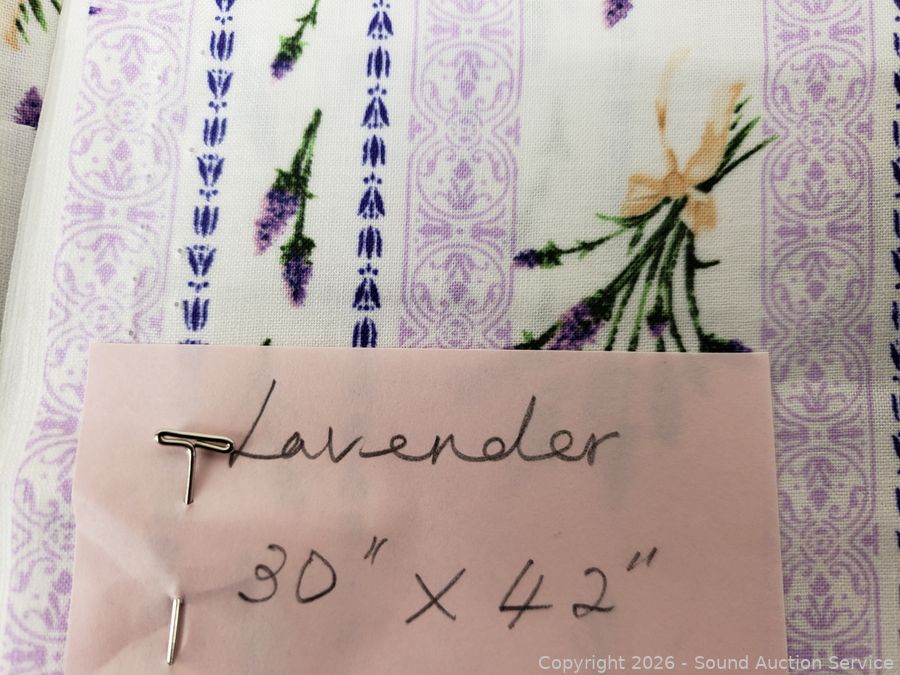 Lavender
30" x 42"
Copyright 2026 - Sound Auction Service